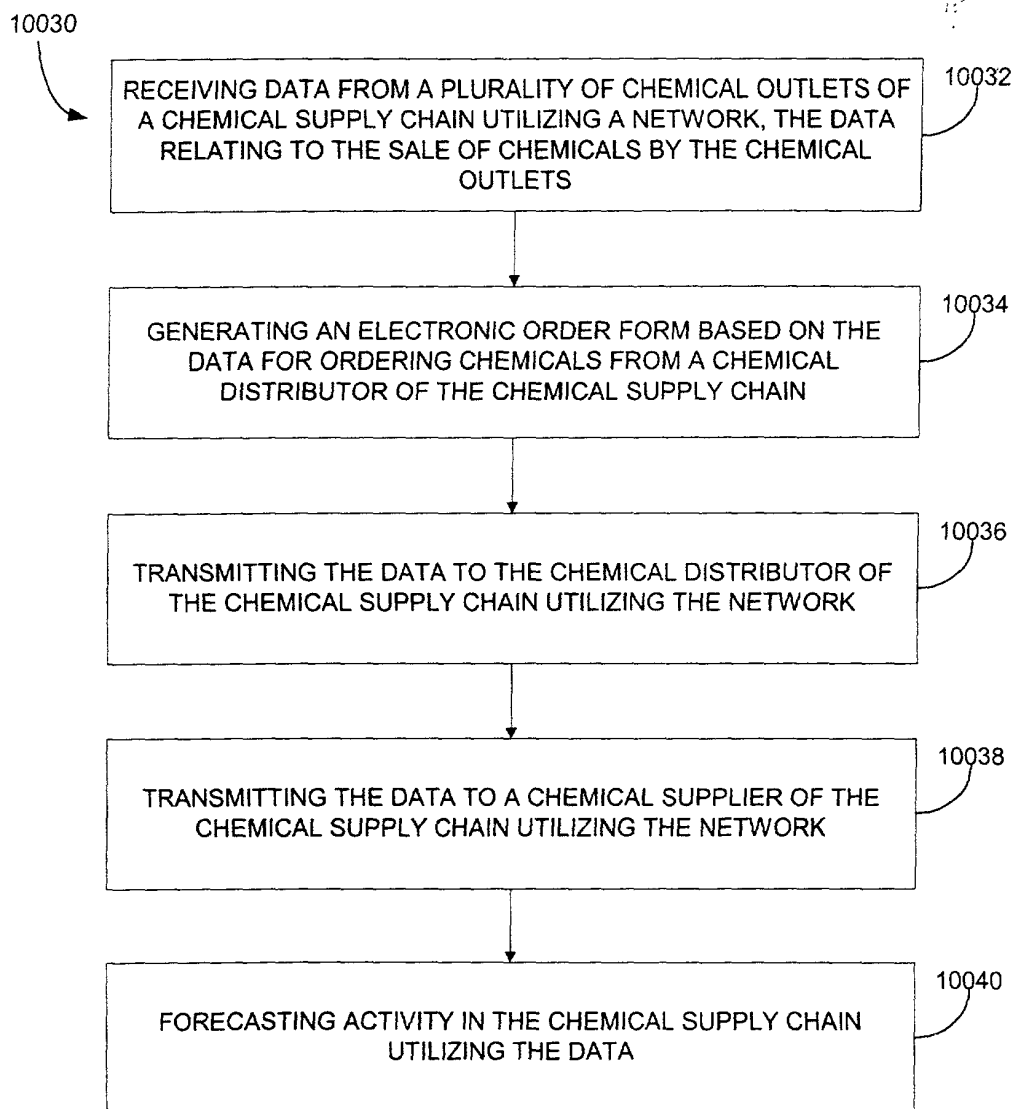 10030
10032
RECEIVING DATA FROM A PLURALITY OF CHEMICAL OUTLETS OF
A CHEMICAL SUPPLY CHAIN UTILIZING A NETWORK, THE DATA
RELATING TO THE SALE OF CHEMICALS BY THE CHEMICAL
OUTLETS
10034
GENERATING AN ELECTRONIC ORDER FORM BASED ON THE
DATA FOR ORDERING CHEMICALS FROM A CHEMICAL
DISTRIBUTOR OF THE CHEMICAL SUPPLY CHAIN
10036
TRANSMITTING THE DATA TO THE CHEMICAL DISTRIBUTOR OF
THE CHEMICAL SUPPLY CHAIN UTILIZING THE NETWORK
10038
TRANSMITTING THE DATA TO A CHEMICAL SUPPLIER OF THE
CHEMICAL SUPPLY CHAIN UTILIZING THE NETWORK
10040
FORECASTING ACTIVITY IN THE CHEMICAL SUPPLY CHAIN
UTILIZING THE DATA